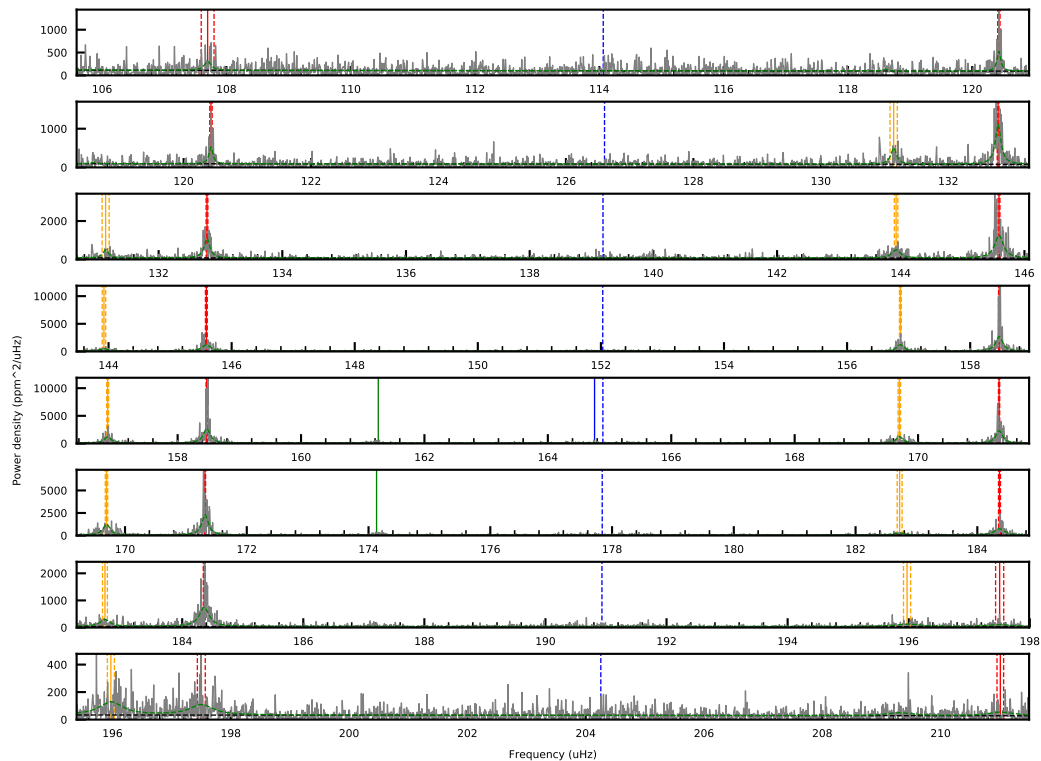 1000
500
0
106 108 110 112 114 116 118 120
1000
0
120 122 124 126 128 130 132
2000
0
132 134 136 138 140 142 144 146
10000
5000
0
144 146 148 150 152 154 156 158
10000
5000
0
158 160 162 164 166 168 170
5000
2500
0
170 172 174 176 178 180 182 184
2000
1000
0
184 186 188 190 192 194 196 198
400
200
0
196 198 200 202 204 206 208 210
Power density (ppm^2/uHz)
Frequency (uHz)